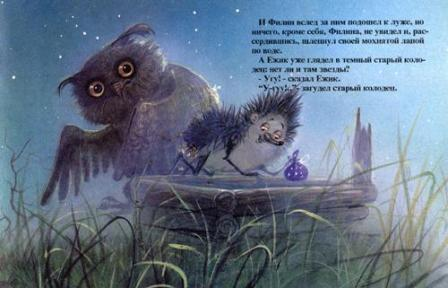 И Филин вслед за ним подошел к луже, но
ничего, кроме себя, Филина, не увидел и, рас-
сердившись, шлепнул своей мохнатой лапой
по воде.
А Ежик уже глядел в темный старый коло-
дец: нет ли и там звезды?
- Угу! - сказал Ежик.
"У-гуу!.."- загудел старый колодец.